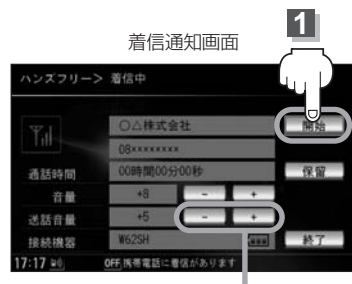 着信通知画面
1
ハンズフリー＞ 着信中
○△株式会社
開始
08××××××××
通話時間
00時間00分00秒
保留
音量
+8
-
+
送話音量
+5
-
+
接続機器
W62SH
終了
17:17
OFF 携帯電話に着信があります